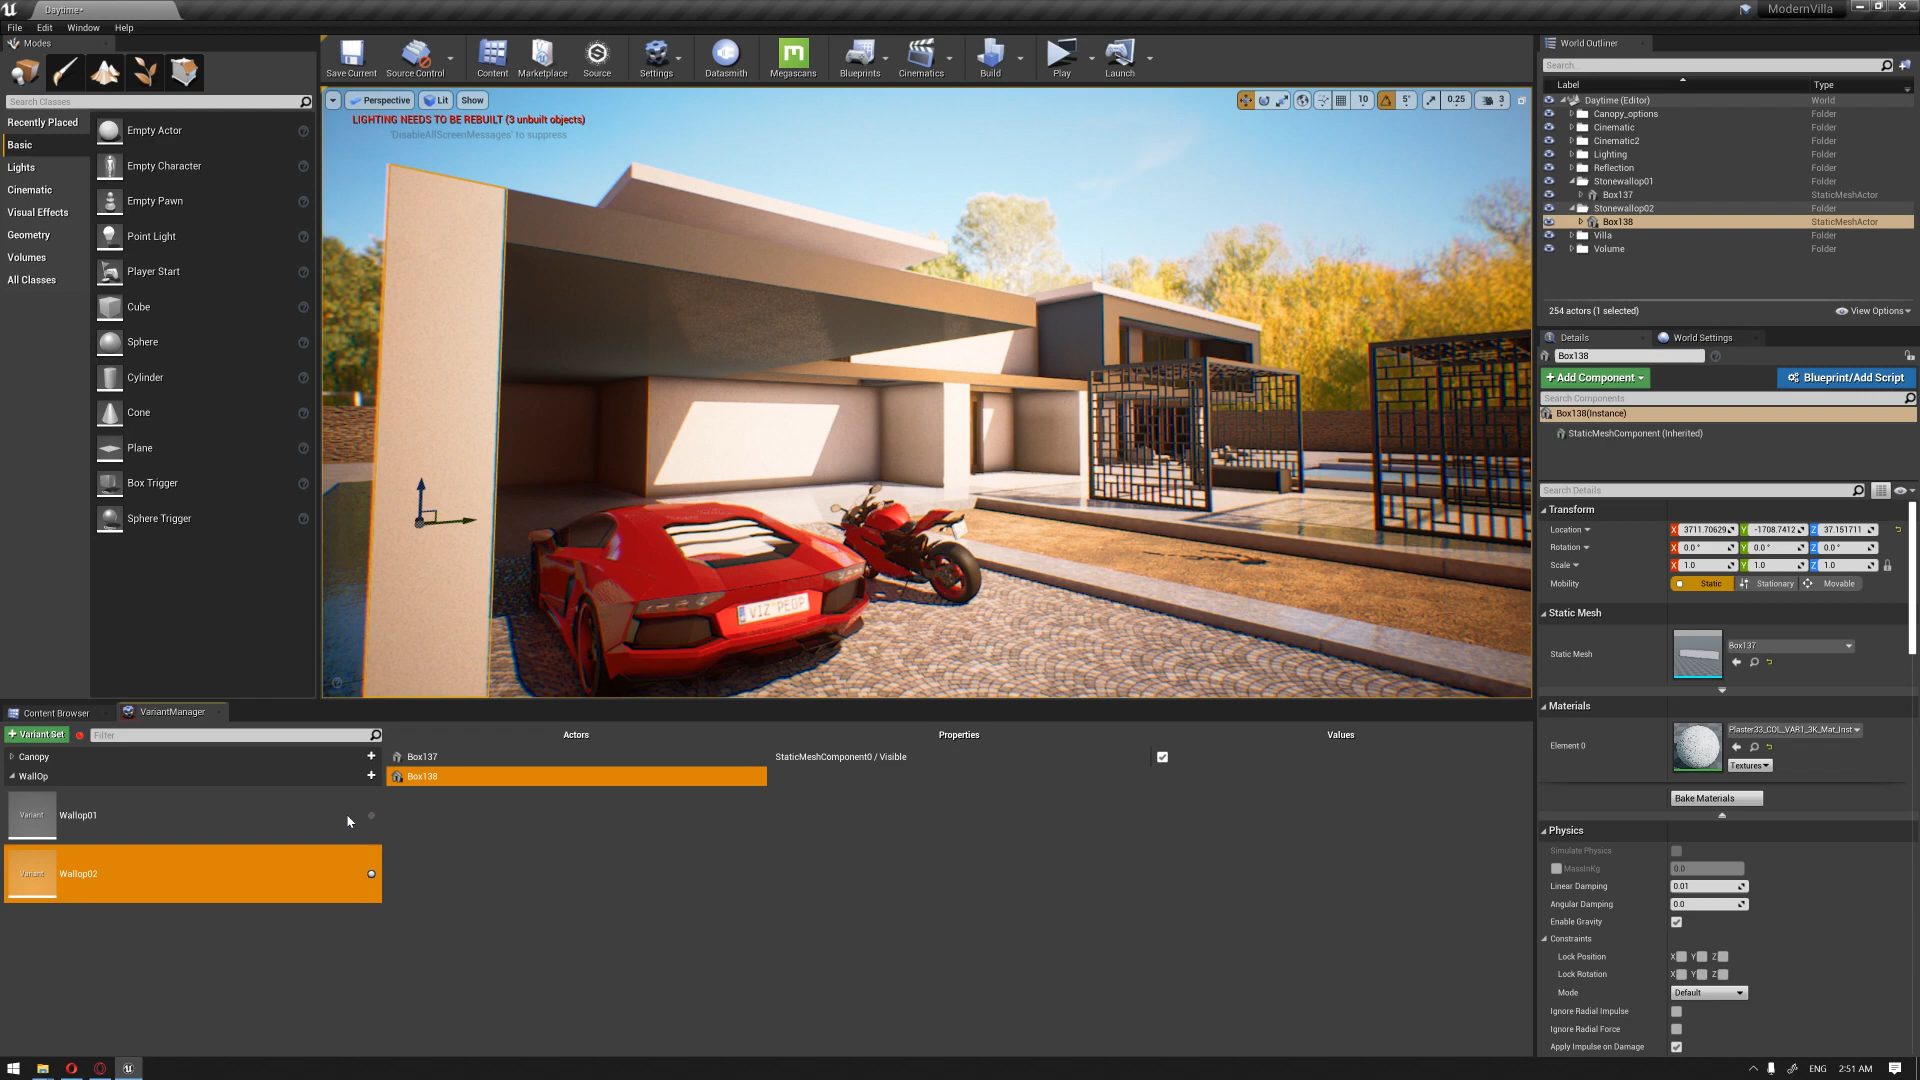 Daytime*
ModernVilla
File Edit Window Help
Modes
Search Classes
Recently Placed
Basic
Lights
Cinematic
Visual Effects
Geometry
Volumes
All Classes
Empty Actor
Empty Character
Empty Pawn
Point Light
Player Start
Cube
Sphere
Cylinder
Cone
Plane
Box Trigger
Sphere Trigger
Save Current Source Control Content Marketplace Source Settings Datasmith Megascans Blueprints Cinematics Build Play Launch
Perspective Lit Show
10 5° 0.25 3
LIGHTING NEEDS TO BE REBUILT (3 unbuilt objects)
'DisableAllScreenMessages' to suppress
VIZ PEOP
World Outliner
Search...
Label Type
Daytime (Editor) World
Canopy_options Folder
Cinematic Folder
Cinematic2 Folder
Lighting Folder
Reflection Folder
Stonewallop01 Folder
Box137 StaticMeshActor
Stonewallop02 Folder
Box138 StaticMeshActor
Villa Folder
Volume Folder
254 actors (1 selected) View Options
Details World Settings
Box138
+ Add Component Blueprint/Add Script
Search Components
Box138(Instance)
StaticMeshComponent (Inherited)
Search Details
Transform
Location X 3711.70629 Y -1708.7412 Z 37.151711
Rotation X 0.0° Y 0.0° Z 0.0°
Scale X 1.0 Y 1.0 Z 1.0
Mobility Static Stationary Movable
Static Mesh
Static Mesh Box137
Materials
Element 0 Plaster33_COL_VAR1_3K_Mat_Inst
Textures
Bake Materials
Physics
Simulate Physics
MassInKg 0.0
Linear Damping 0.01
Angular Damping 0.0
Enable Gravity
Constraints
Lock Position X Y Z
Lock Rotation X Y Z
Mode Default
Ignore Radial Impulse
Ignore Radial Force
Apply Impulse on Damage
Content Browser VariantManager
+ Variant Set Filter Actors Properties Values
Canopy + Box137 StaticMeshComponent0 / Visible
WallOp + Box138
Variant Wallop01
Variant Wallop02
ENG 2:51 AM